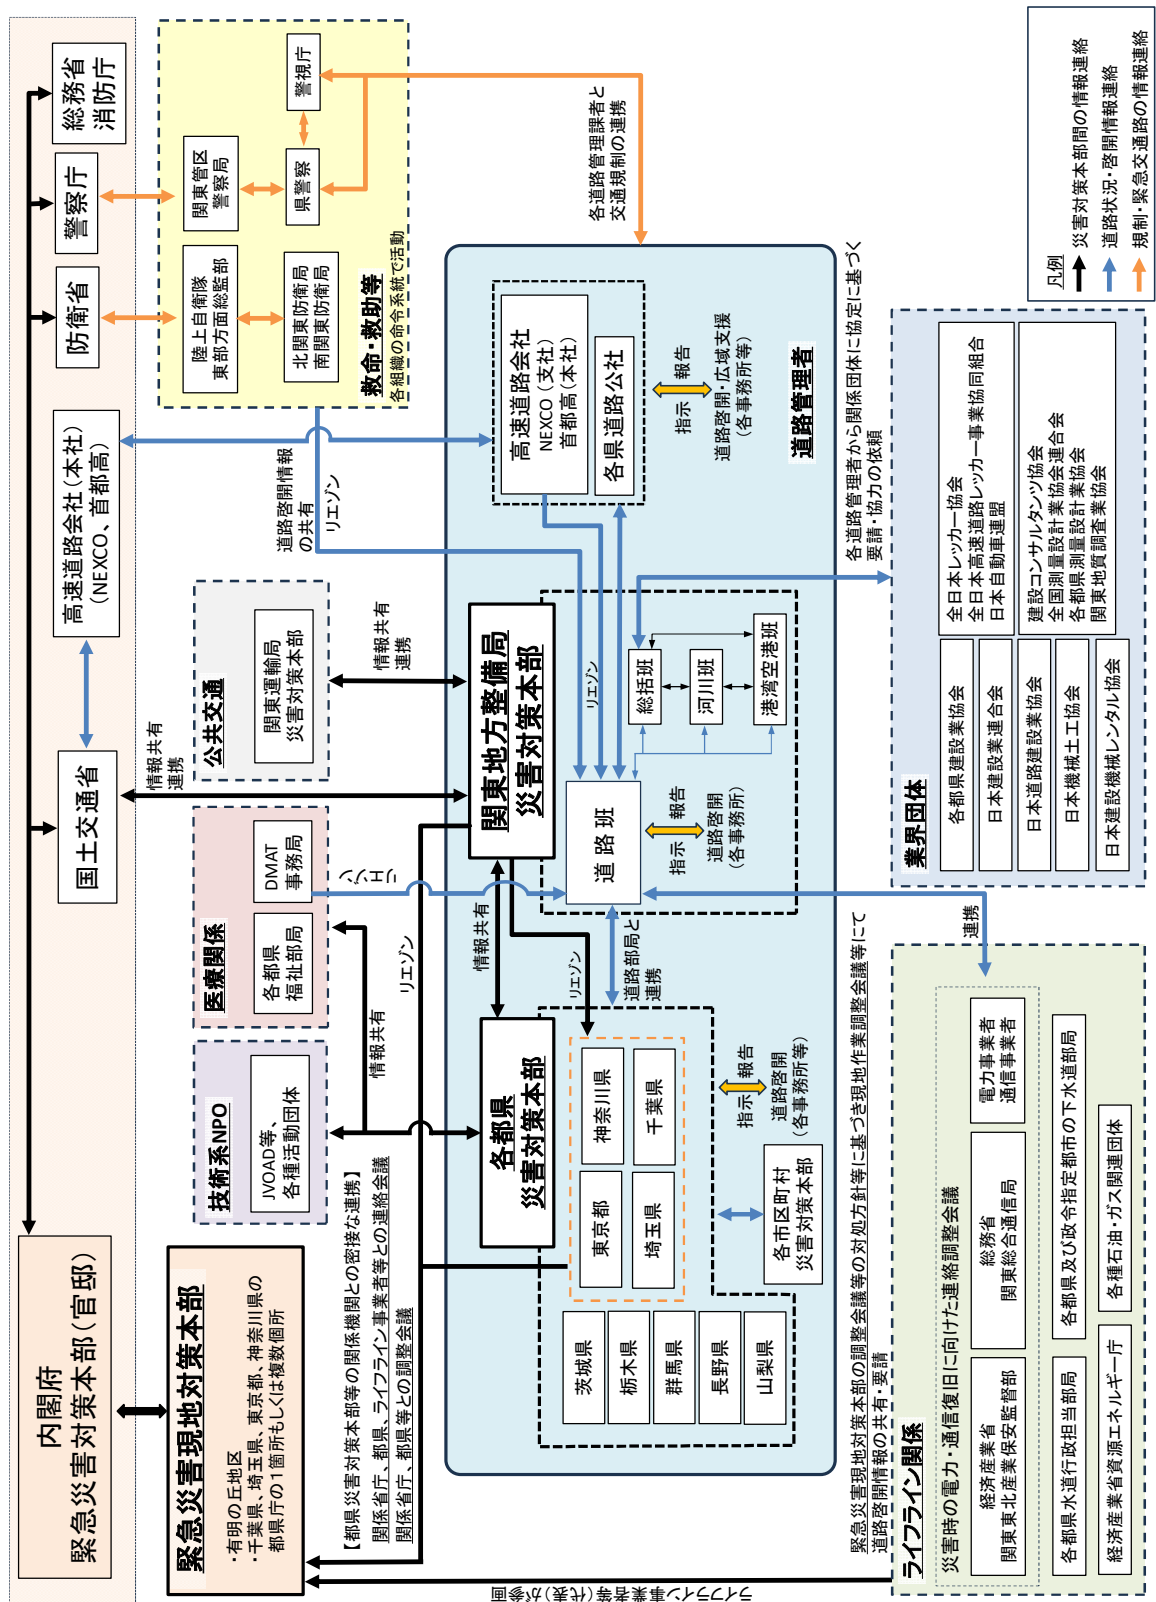 内閣府
緊急災害対策本部（官邸）
国土交通省
高速道路会社（本社）
（NEXCO、首都高）
防衛省
警察庁
総務省
消防庁
緊急災害現地対策本部
・有明の丘地区
・千葉県、埼玉県、東京都、神奈川県の
都県庁の１箇所もしくは複数個所
技術系NPO
JVOAD等、
各種活動団体
医療関係
各都県
福祉部局
DMAT
事務局
公共交通
関東運輸局
災害対策本部
陸上自衛隊
東部方面総監部
北関東防衛局
南関東防衛局
関東管区
警察局
県警察
警視庁
救命・救助等
各組織の命令系統で活動
情報共有
連携
情報共有
連携
道路啓開情報
の共有
リエゾン
リエゾン
リエゾン
情報共有
【都県災害対策本部等の関係機関との密接な連携】
関係省庁、都県、ライフライン事業者等との連絡会議
関係省庁、都県等との調整会議
各都県
災害対策本部
情報共有
リエゾン
関東地方整備局
災害対策本部
東京都
神奈川県
埼玉県
千葉県
茨城県
栃木県
群馬県
長野県
山梨県
道路部局と
連携
指示
報告
道路啓開
（各事務所等）
各市区町村
災害対策本部
道路班
リエゾン
総括班
河川班
港湾空港班
指示
報告
道路啓開
（各事務所）
高速道路会社
NEXCO（支社）
首都高（本社）
各県道路公社
指示
報告
道路啓開・広域支援
（各事務所等）
道路管理者
各道路管理課者と
交通規制の連携
緊急災害現地対策本部の調整会議等の対処方針等に基づき現地作業調整会議等にて
道路啓開情報の共有・要請
連携
各道路管理者から関係団体に協定に基づく
要請・協力の依頼
ライフライン事業者等（代表）が参画
ライフライン関係
災害時の電力・通信復旧に向けた連絡調整会議
経済産業省
関東東北産業保安監督部
総務省
関東総合通信局
電力事業者
通信事業者
各都県水道行政担当部局
各都県及び政令指定都市の下水道部局
経済産業省資源エネルギー庁
各種石油・ガス関連団体
業界団体
各都県建設業協会
日本建設業連合会
日本道路建設業協会
日本機械土工協会
日本建設機械レンタル協会
全日本レッカー協会
全日本高速道路レッカー事業協同組合
日本自動車連盟
建設コンサルタンツ協会
全国測量設計業協会連合会
各都県測量設計業協会
関東地質調査業協会
凡例
災害対策本部間の情報連絡
道路状況・啓開情報連絡
規制・緊急交通路の情報連絡